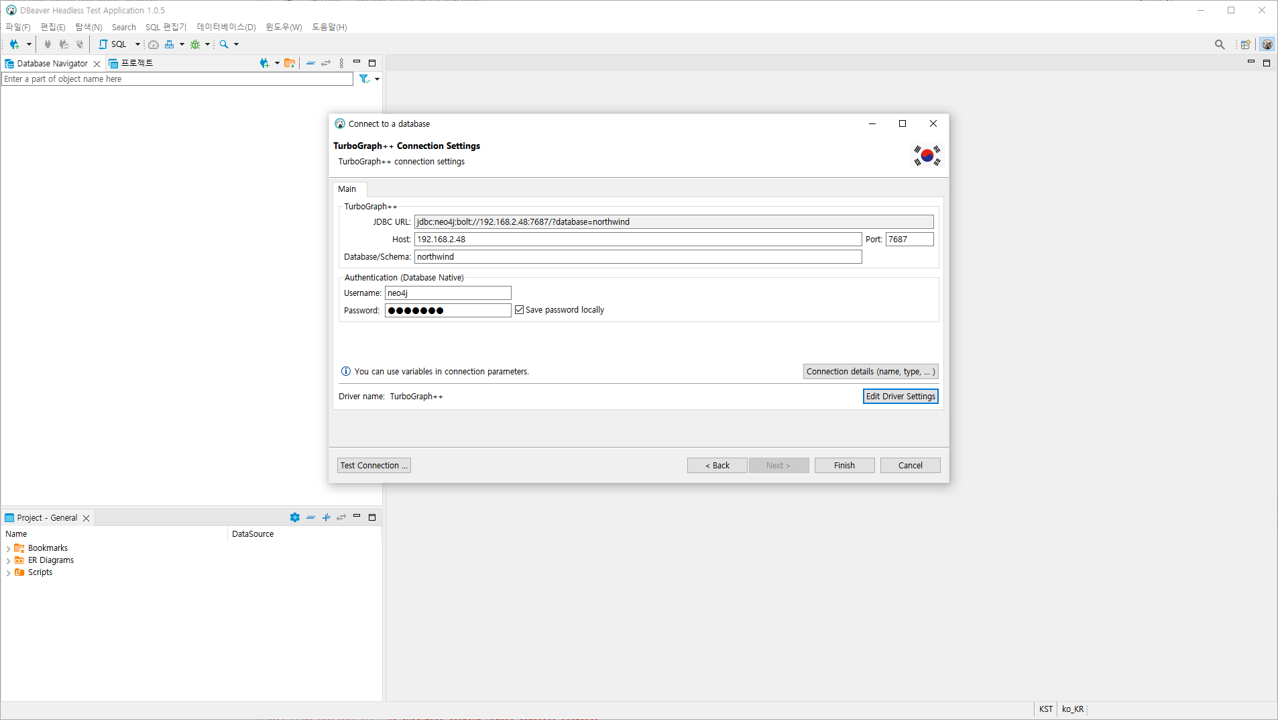 DBeaver Headless Test Application 1.0.5
파일(F) 편집(E) 탐색(N) Search SQL 편집기 데이터베이스(D) 윈도우(W) 도움말(H)
SQL
Database Navigator 프로젝트
Enter a part of object name here
Connect to a database
TurboGraph++ Connection Settings
TurboGraph++ connection settings
Main
TurboGraph++
JDBC URL: jdbc:neo4j:bolt://192.168.2.48:7687/?database=northwind
Host: 192.168.2.48 Port: 7687
Database/Schema: northwind
Authentication (Database Native)
Username: neo4j
Password: ●●●●●●● Save password locally
You can use variables in connection parameters. Connection details (name, type, ... )
Driver name: TurboGraph++ Edit Driver Settings
Test Connection ... < Back Next > Finish Cancel
Project - General
Name DataSource
Bookmarks
ER Diagrams
Scripts
KST ko_KR